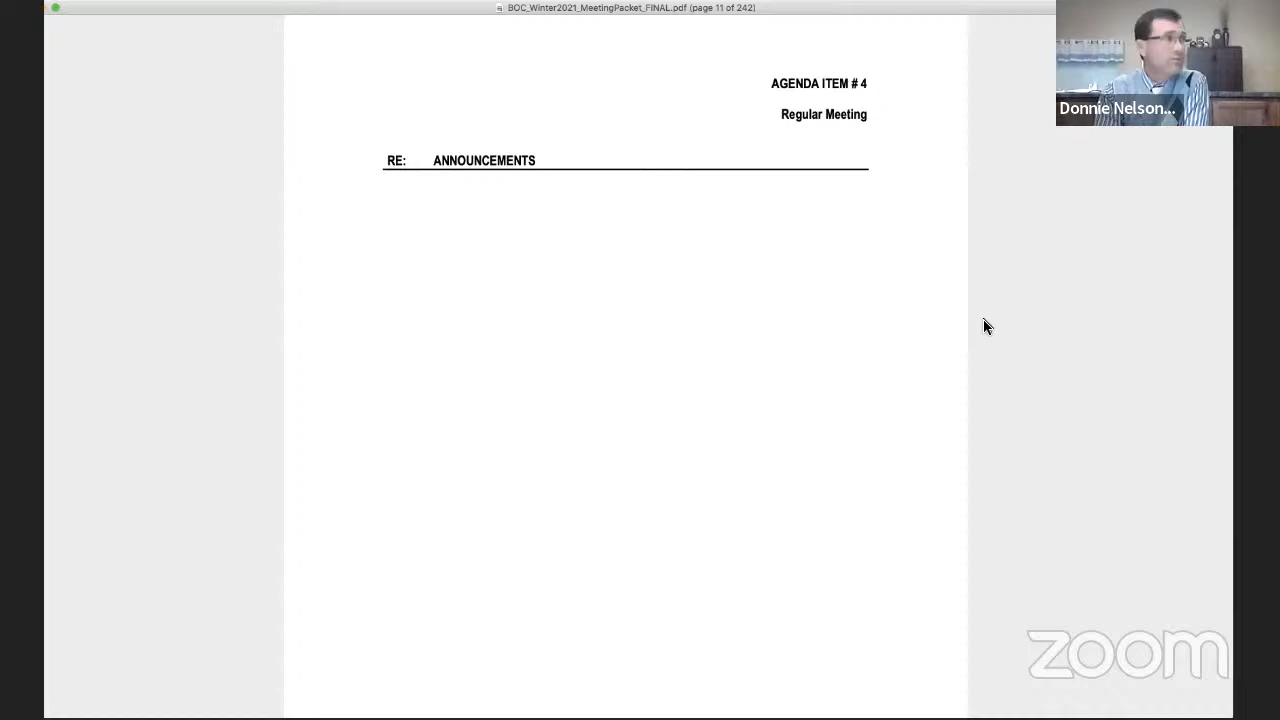 BOC_Winter2021_MeetingPacket_FINAL.pdf (page 11 of 242)
AGENDA ITEM # 4
Regular Meeting
RE: ANNOUNCEMENTS
Donnie Nelson...
zoom